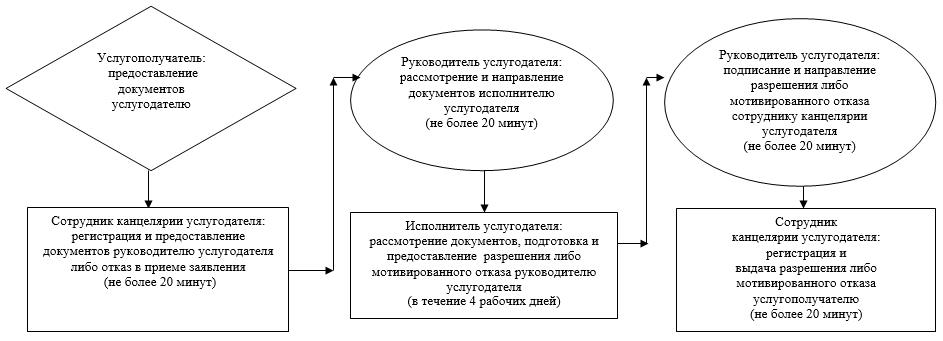 Услугополучатель:
предоставление
документов
услугодателю
Сотрудник канцелярии услугодателя:
регистрация и предоставление
документов руководителю услугодателя
либо отказ в приеме заявления
(не более 20 минут)
Руководитель услугодателя:
рассмотрение и направление
документов исполнителю
услугодателя
(не более 20 минут)
Исполнитель услугодателя:
рассмотрение документов, подготовка и
предоставление разрешения либо
мотивированного отказа руководителю
услугодателя
(в течение 4 рабочих дней)
Руководитель услугодателя:
подписание и направление
разрешения либо
мотивированного отказа
сотруднику канцелярии
услугодателя
(не более 20 минут)
Сотрудник
канцелярии услугодателя:
регистрация и
выдача разрешения либо
мотивированного отказа
услугополучателю
(не более 20 минут)